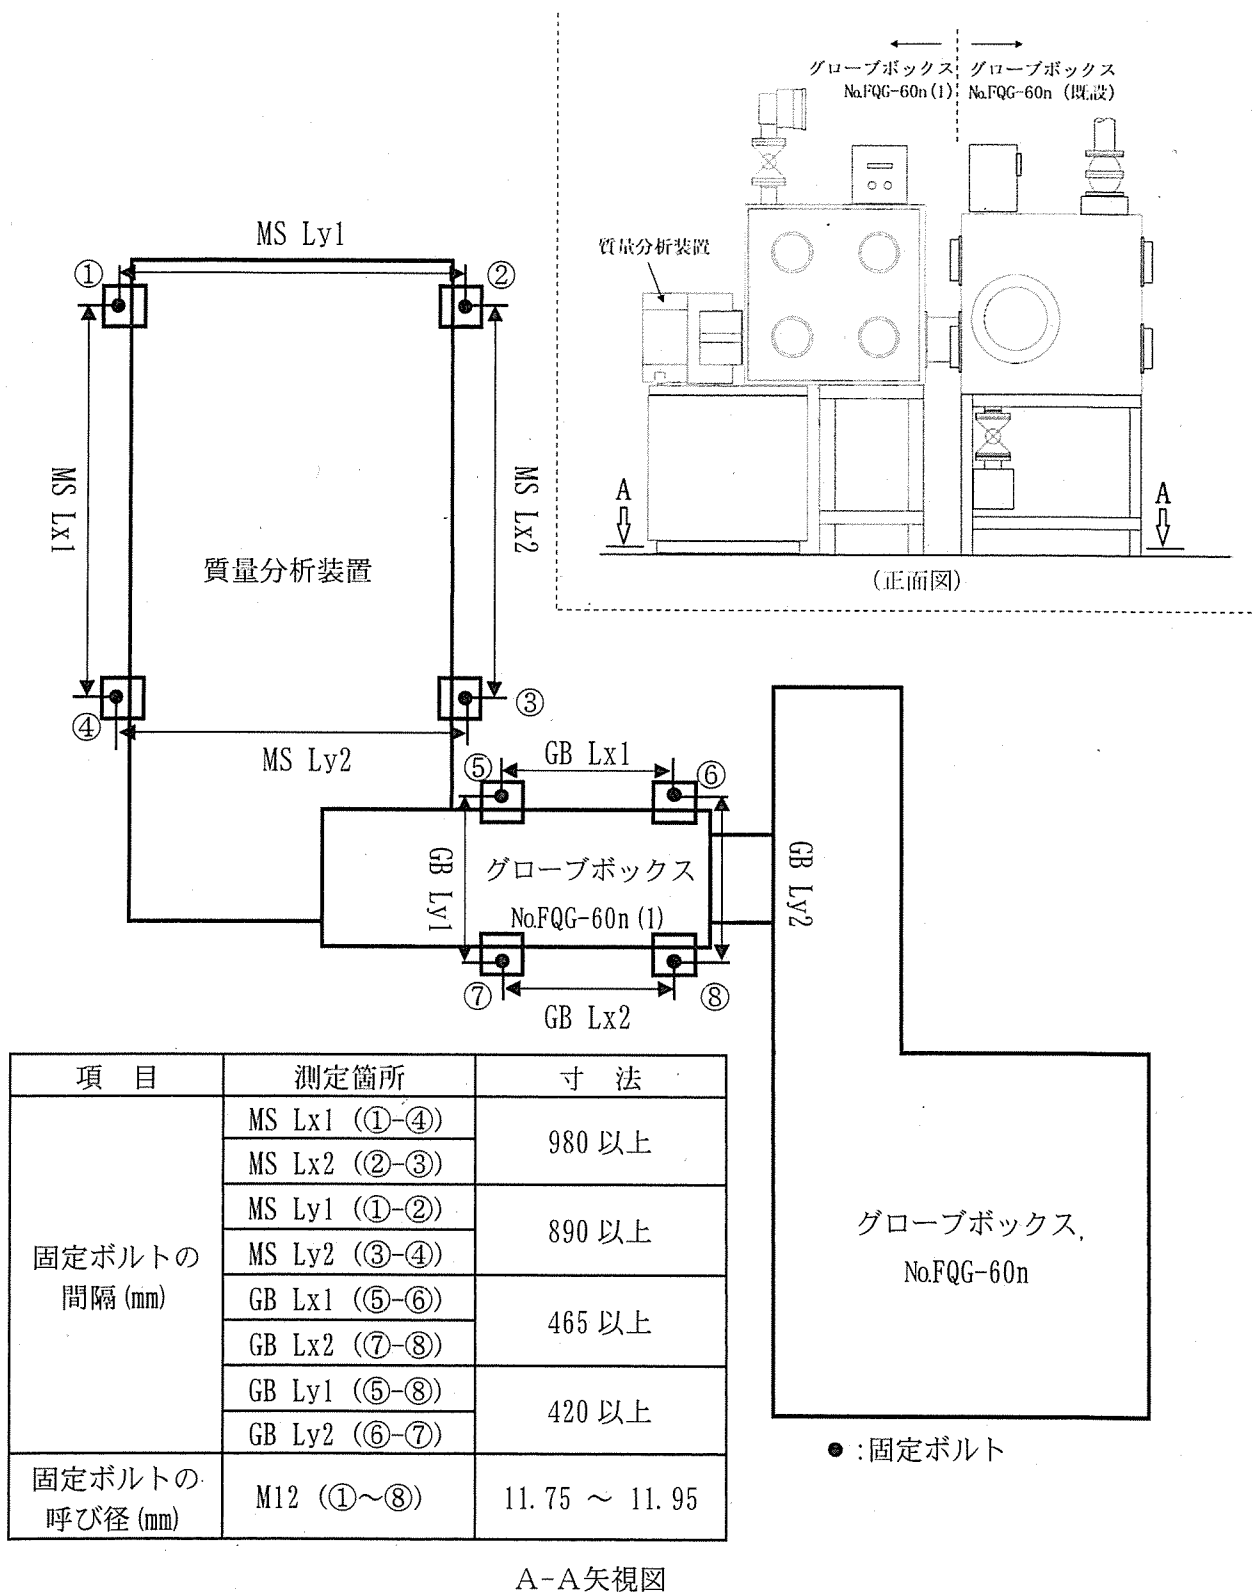 グローブボックス グローブボックス
No.FQG-60n(1) No.FQG-60n (既設)
質量分析装置
A A
(正面図)
MS Ly1
① ②
MS Lx1
MS Lx2
質量分析装置
④ ③
MS Ly2
⑤ GB Lx1 ⑥
GB Ly1
グローブボックス
No.FQG-60n(1)
GB Ly2
⑦ ⑧
GB Lx2
グローブボックス
No.FQG-60n
●:固定ボルト
項 目 測定箇所 寸 法
固定ボルトの
間隔(mm)
MS Lx1 (①-④)
MS Lx2 (②-③)
980 以上
MS Ly1 (①-②)
MS Ly2 (③-④)
890 以上
GB Lx1 (⑤-⑥)
GB Lx2 (⑦-⑧)
465 以上
GB Ly1 (⑤-⑧)
GB Ly2 (⑥-⑦)
420 以上
固定ボルトの
呼び径(mm)
M12 (①~⑧) 11.75 ~ 11.95
A-A矢視図